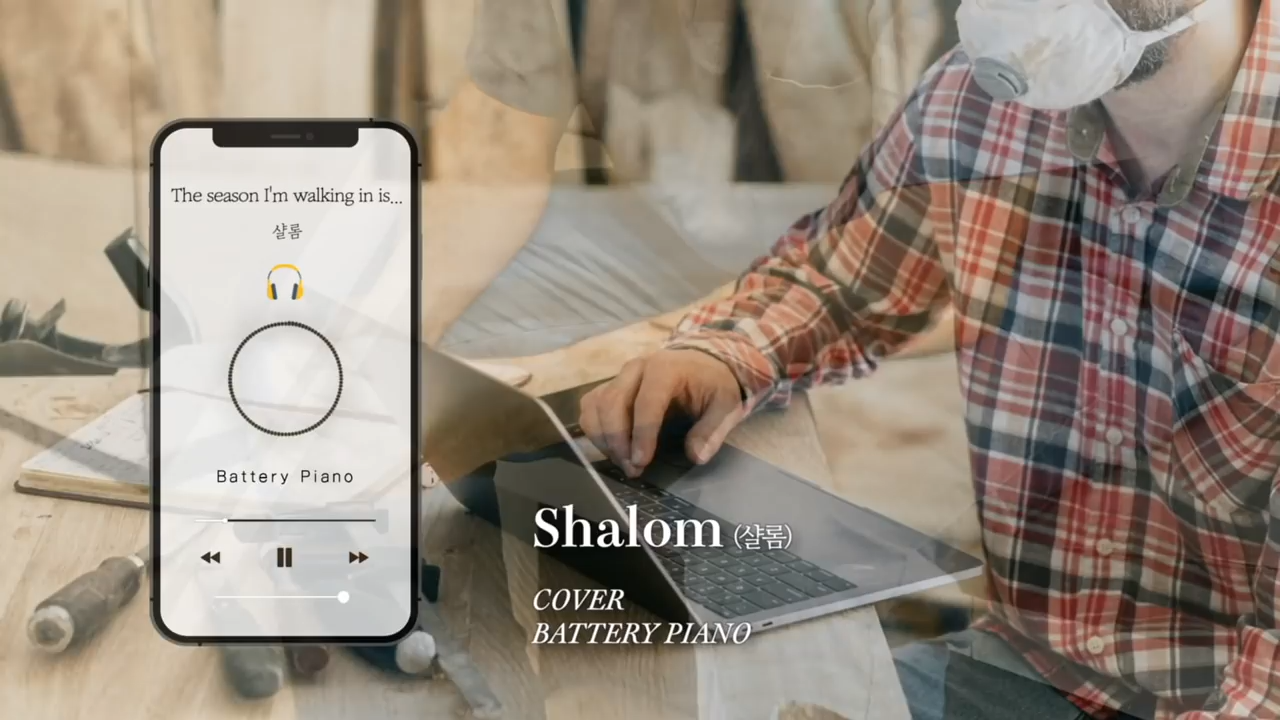 The season I'm walking in is...
샬롬
Battery Piano
Shalom (샬롬)
COVER
BATTERY PIANO